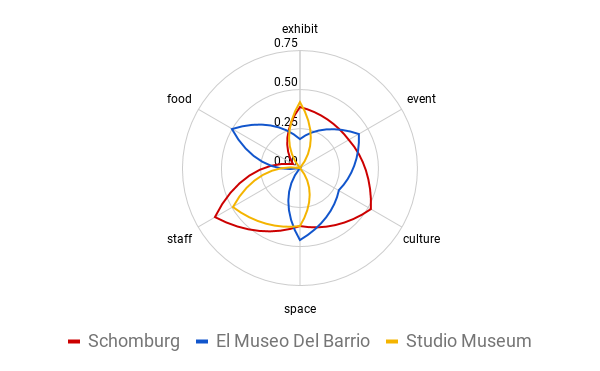 exhibit
0.75
0.50
food
event
0.25
0.00
staff
culture
space
Schomburg El Museo Del Barrio Studio Museum